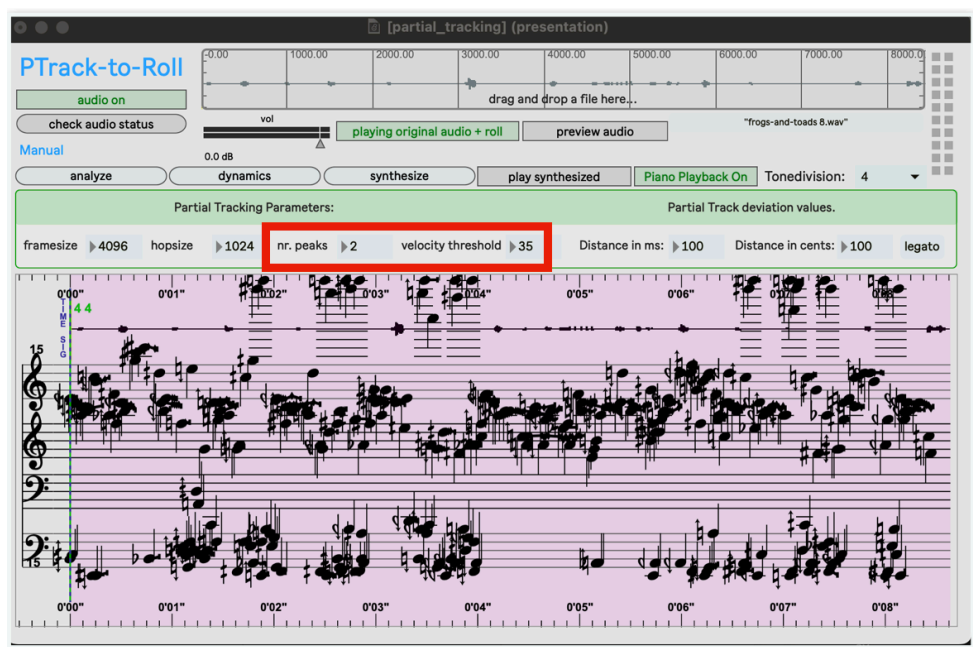 [partial_tracking] (presentation)
PTrack-to-Roll
0.00 1000.00 2000.00 3000.00 4000.00 5000.00 6000.00 7000.00 8000.0
drag and drop a file here...
audio on
check audio status
vol
playing original audio + roll
preview audio
"frogs-and-toads 8.wav"
Manual
0.0 dB
analyze
dynamics
synthesize
play synthesized
Piano Playback On
Tonedivision: 4
Partial Tracking Parameters:
Partial Track deviation values.
framesize 4096 hopsize 1024 nr. peaks 2 velocity threshold 35 Distance in ms: 100 Distance in cents: 100 legato
0'00" 0'01" 0'02" 0'03" 0'04" 0'05" 0'06" 0'07" 0'08"
TIME SIG
4 4
15
15
0'00" 0'01" 0'02" 0'03" 0'04" 0'05" 0'06" 0'07" 0'08"